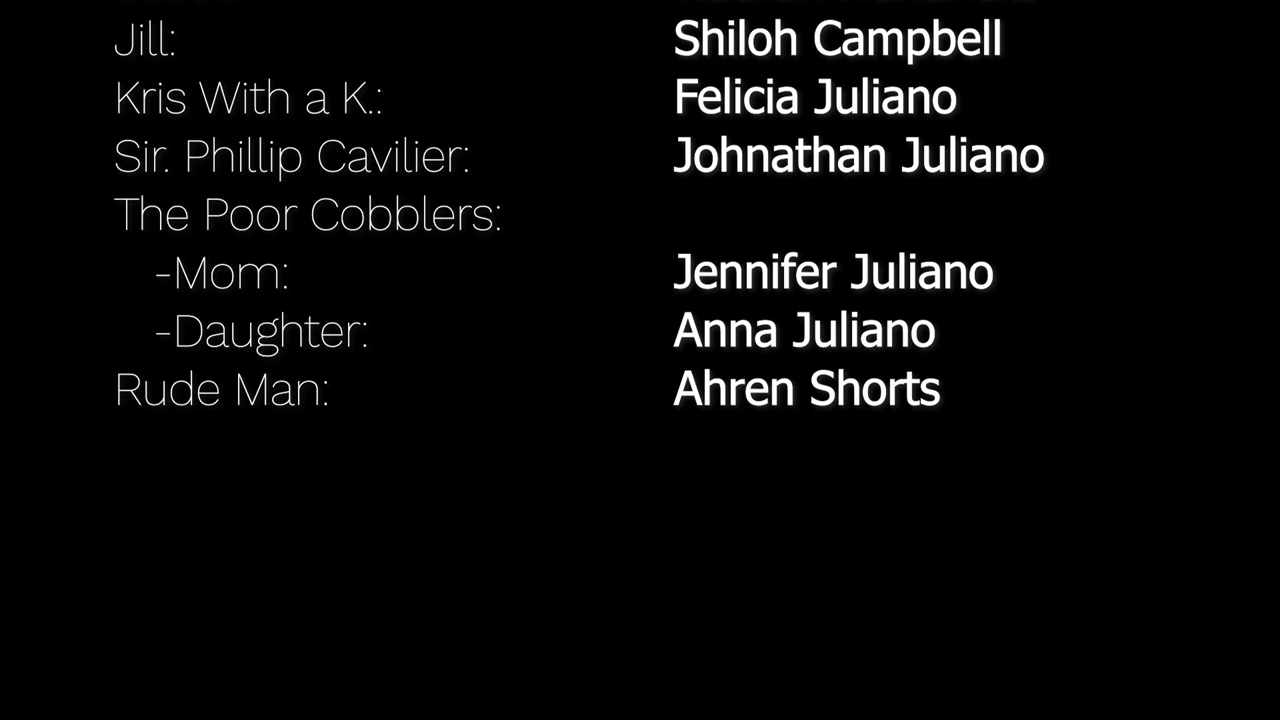 Jill: Shiloh Campbell
Kris With a K.: Felicia Juliano
Sir. Phillip Cavilier: Johnathan Juliano
The Poor Cobblers:
-Mom: Jennifer Juliano
-Daughter: Anna Juliano
Rude Man: Ahren Shorts